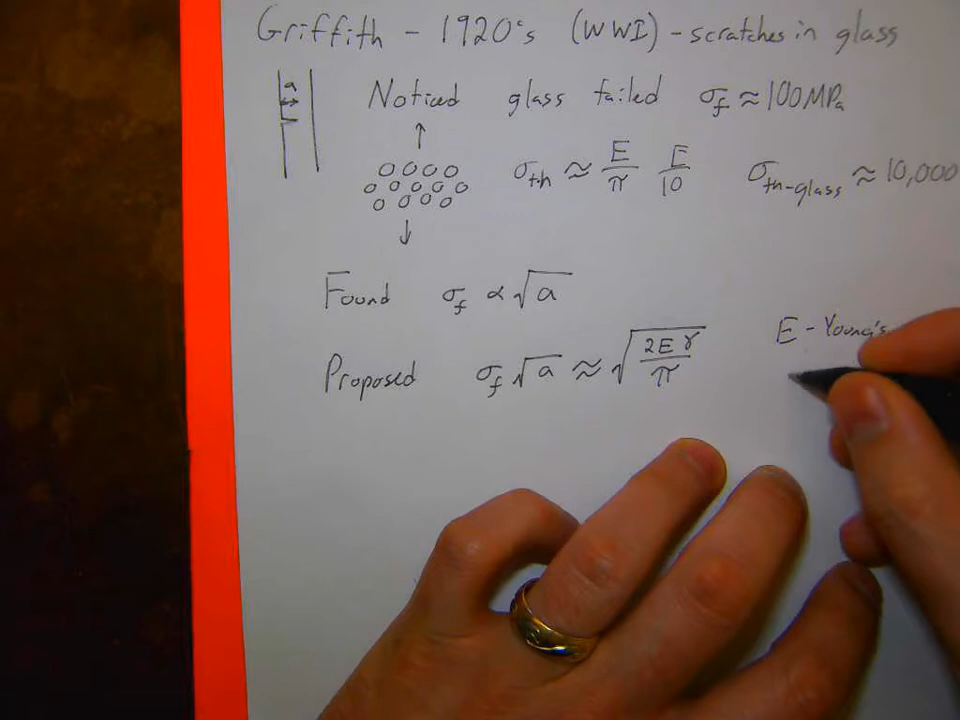 Griffith - 1920's (WWI) - scratches in glass
a
Noticed glass failed σf ≈ 100MPa
σth ≈ E/π E/10 σth-glass ≈ 10,000
Found σf ∝ √a
E - Young's
Proposed σf √a ≈ √(2Eγ/π)